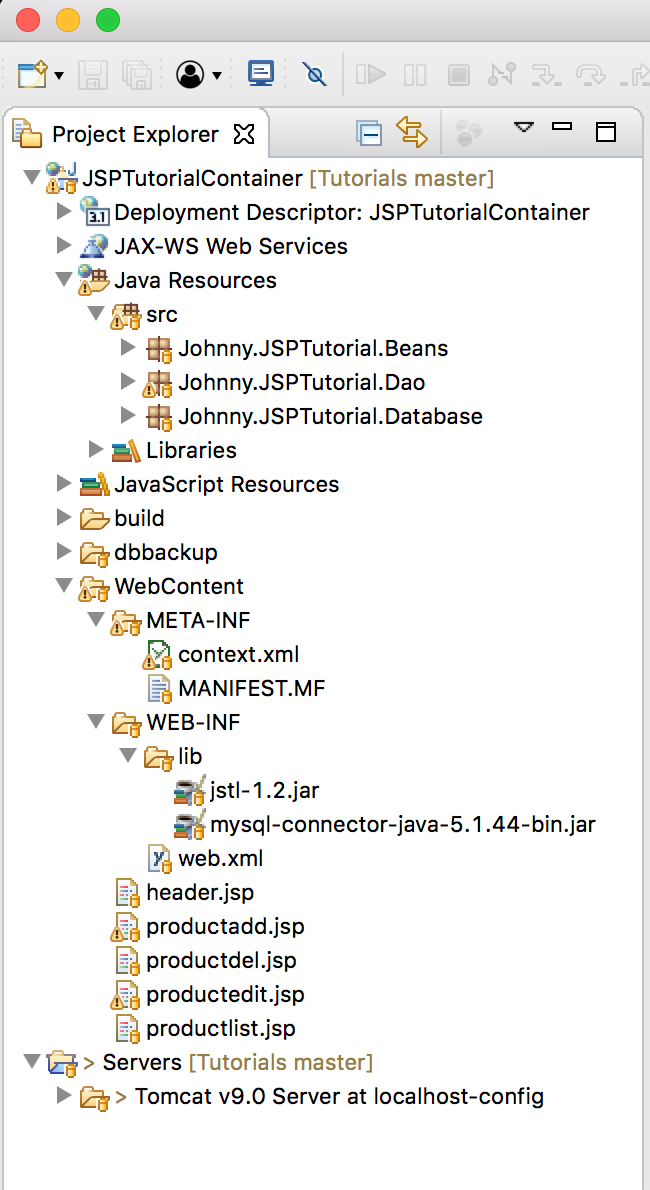 Project Explorer
JSPTutorialContainer [Tutorials master]
3.1 Deployment Descriptor: JSPTutorialContainer
JAX-WS Web Services
Java Resources
src
Johnny.JSPTutorial.Beans
Johnny.JSPTutorial.Dao
Johnny.JSPTutorial.Database
Libraries
JavaScript Resources
build
dbbackup
WebContent
META-INF
context.xml
MANIFEST.MF
WEB-INF
lib
jstl-1.2.jar
mysql-connector-java-5.1.44-bin.jar
web.xml
header.jsp
productadd.jsp
productdel.jsp
productedit.jsp
productlist.jsp
> Servers [Tutorials master]
> Tomcat v9.0 Server at localhost-config